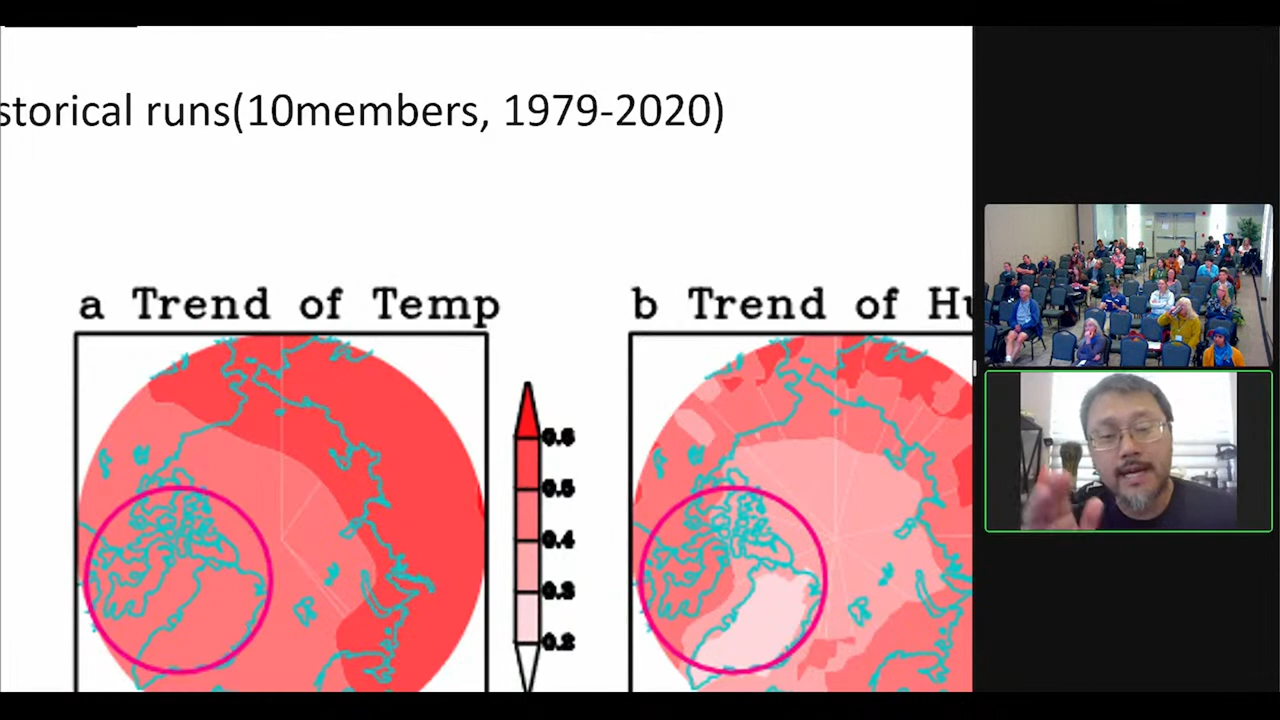 storical runs(10members, 1979-2020)
a Trend of Temp
b Trend of Hu
0.6
0.5
0.4
0.3
0.2